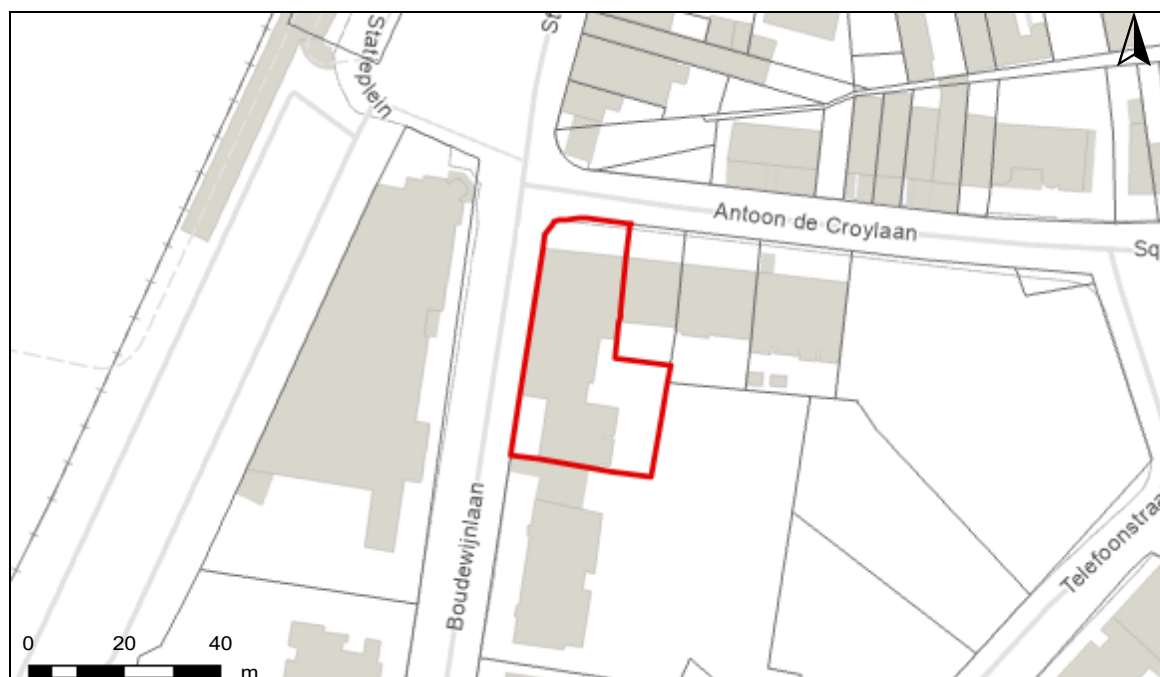 Statieplein
Antoon de Croylaan
Sq
Boudewijnlaan
Telefoonstraa
0 20 40
m